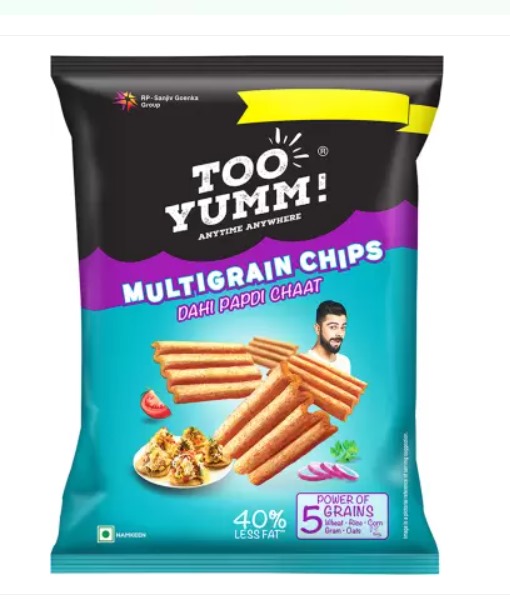 RP-Sanjiv Goenka
Group
TOO
YUMM!
®
ANYTIME ANYWHERE
MULTIGRAIN CHIPS
DAHI PAPDI CHAAT
40%
LESS FAT
POWER OF
5 GRAINS
Wheat - Rice - Corn
Gram - Oats
NAMKEEN